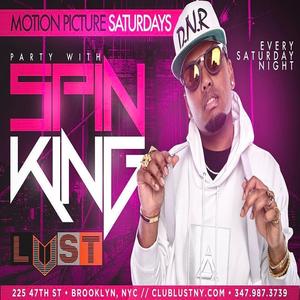 MOTION PICTURE SATURDAYS
PARTY WITH
SPIN
KING
EVERY
SATURDAY
NIGHT
D.N.R
LUST
225 47TH ST • BROOKLYN, NYC // CLUBLUSTNY.COM • 347.987.3739